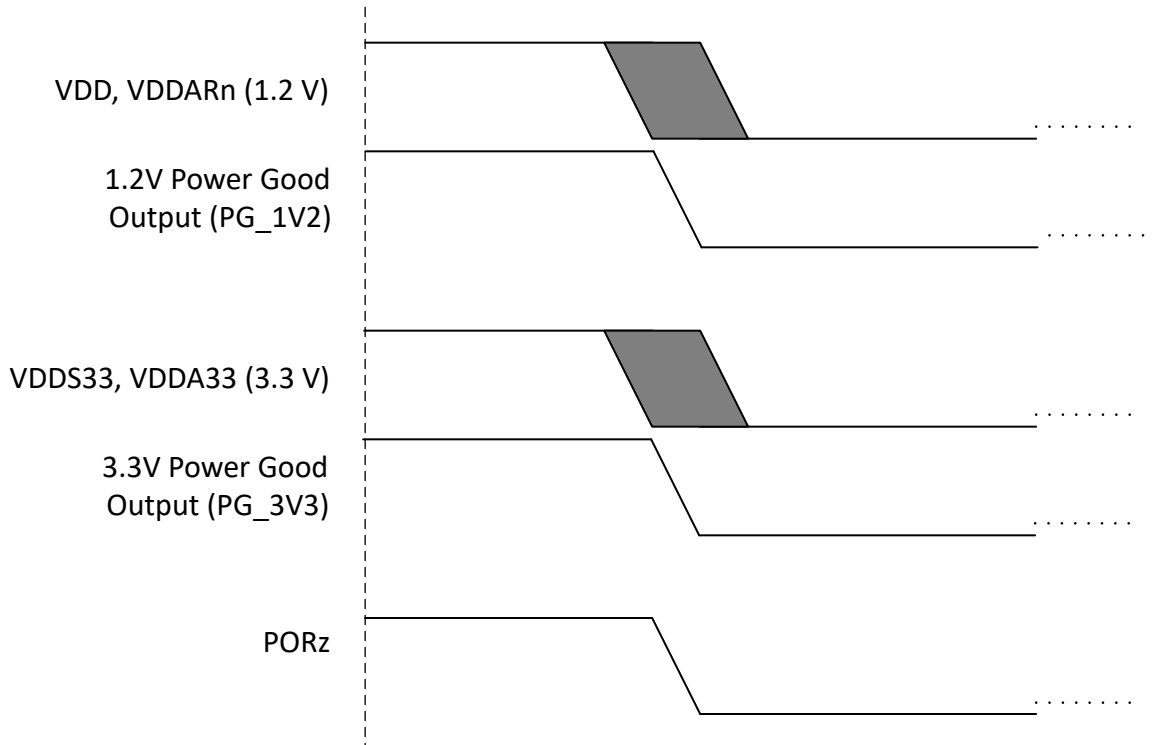 VDD, VDDARn (1.2 V)
1.2V Power Good
Output (PG_1V2)
VDDS33, VDDA33 (3.3 V)
3.3V Power Good
Output (PG_3V3)
PORz